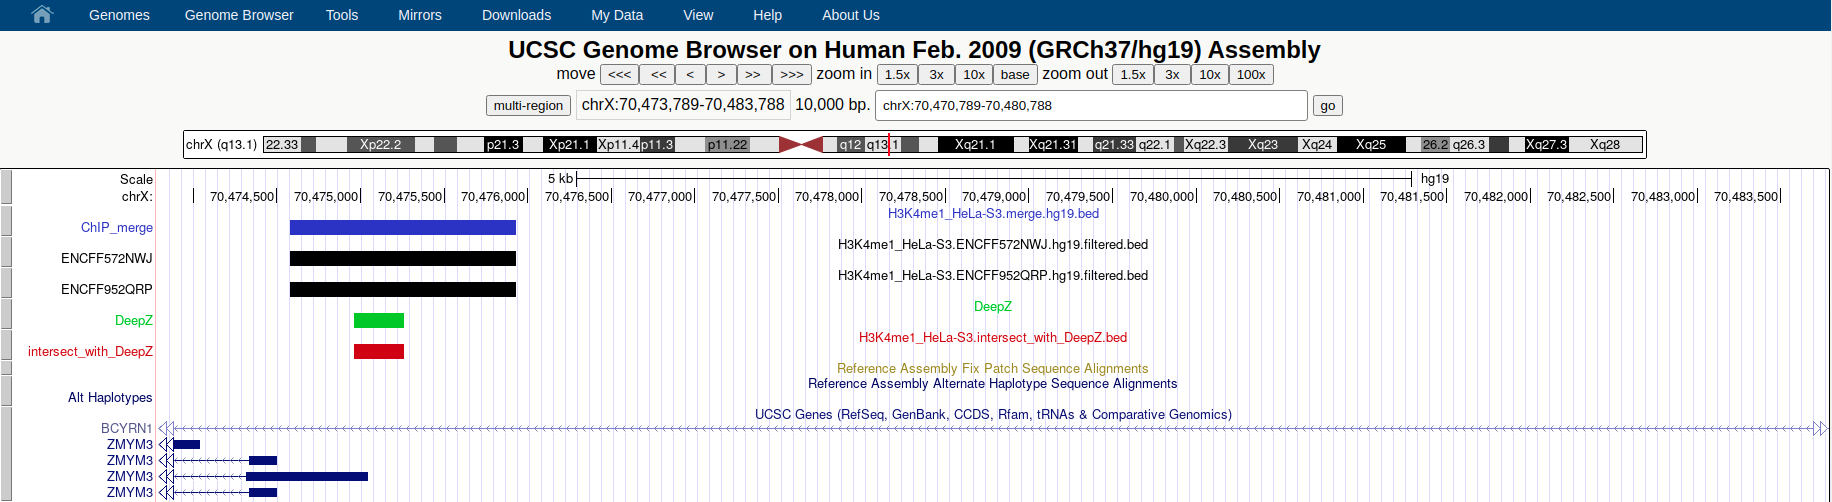 Genomes Genome Browser Tools Mirrors Downloads My Data View Help About Us
UCSC Genome Browser on Human Feb. 2009 (GRCh37/hg19) Assembly
move <<< << < > >> >>> zoom in 1.5x 3x 10x base zoom out 1.5x 3x 10x 100x
multi-region chrX:70,473,789-70,483,788 10,000 bp. chrX:70,470,789-70,480,788 go
chrX (q13.1) 22.33 Xp22.2 p21.3 Xp21.1 Xp11.4 p11.3 p11.22 q12 q13.1 Xq21.1 Xq21.31 q21.33 q22.1 Xq22.3 Xq23 Xq24 Xq25 26.2 q26.3 Xq27.3 Xq28
Scale 5 kb hg19
chrX: 70,474,500 70,475,000 70,475,500 70,476,000 70,476,500 70,477,000 70,477,500 70,478,000 70,478,500 70,479,000 70,479,500 70,480,000 70,480,500 70,481,000 70,481,500 70,482,000 70,482,500 70,483,000 70,483,500
H3K4me1_HeLa-S3.merge.hg19.bed
ChIP_merge
H3K4me1_HeLa-S3.ENCFF572NWJ.hg19.filtered.bed
ENCFF572NWJ
H3K4me1_HeLa-S3.ENCFF952QRP.hg19.filtered.bed
ENCFF952QRP
DeepZ
DeepZ
H3K4me1_HeLa-S3.intersect_with_DeepZ.bed
intersect_with_DeepZ
Reference Assembly Fix Patch Sequence Alignments
Reference Assembly Alternate Haplotype Sequence Alignments
Alt Haplotypes
UCSC Genes (RefSeq, GenBank, CCDS, Rfam, tRNAs & Comparative Genomics)
BCYRN1
ZMYM3
ZMYM3
ZMYM3
ZMYM3